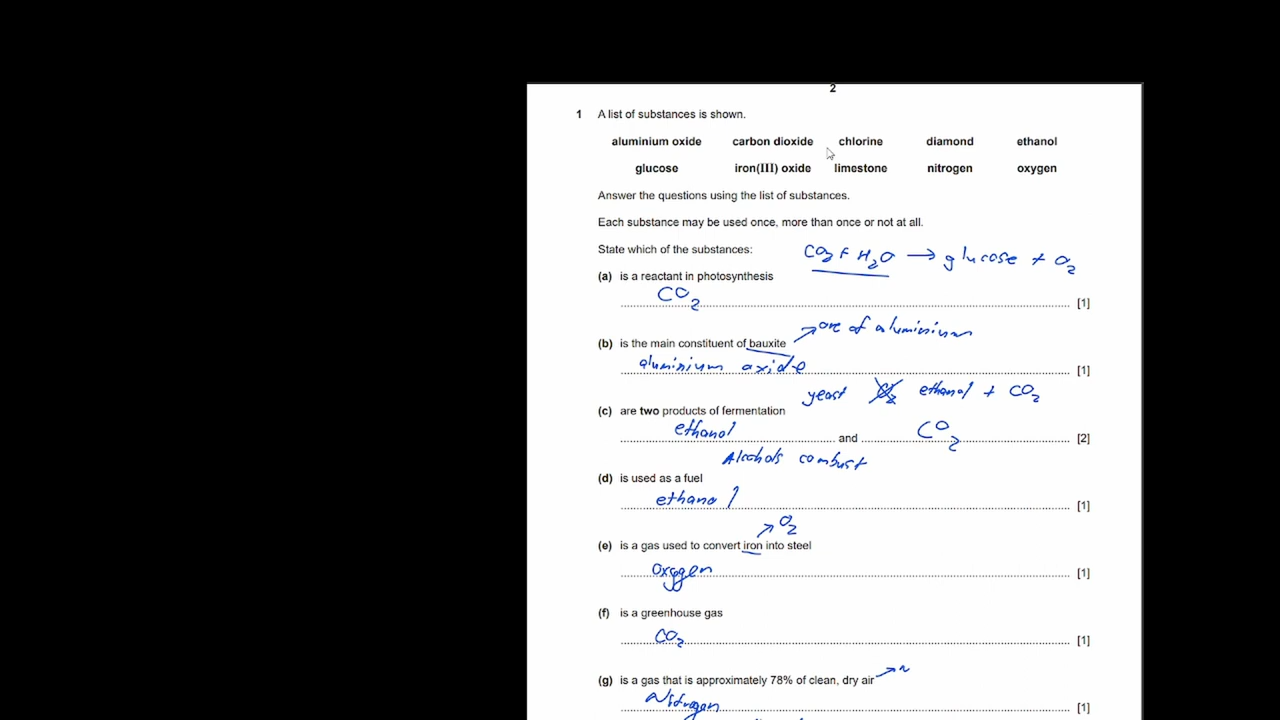 2
1 A list of substances is shown.
aluminium oxide carbon dioxide chlorine diamond ethanol
glucose iron(III) oxide limestone nitrogen oxygen
Answer the questions using the list of substances.
Each substance may be used once, more than once or not at all.
State which of the substances:
CO2 + H2O → glucose + O2
(a) is a reactant in photosynthesis
CO2 [1]
→ ore of aluminium
(b) is the main constituent of bauxite
aluminium oxide [1]
yeast ethanol + CO2
(c) are two products of fermentation
ethanol and CO2 [2]
Alcohols combust
(d) is used as a fuel
ethanol [1]
→ O2
(e) is a gas used to convert iron into steel
oxygen [1]
(f) is a greenhouse gas
CO2 [1]
(g) is a gas that is approximately 78% of clean, dry air →
Nitrogen [1]